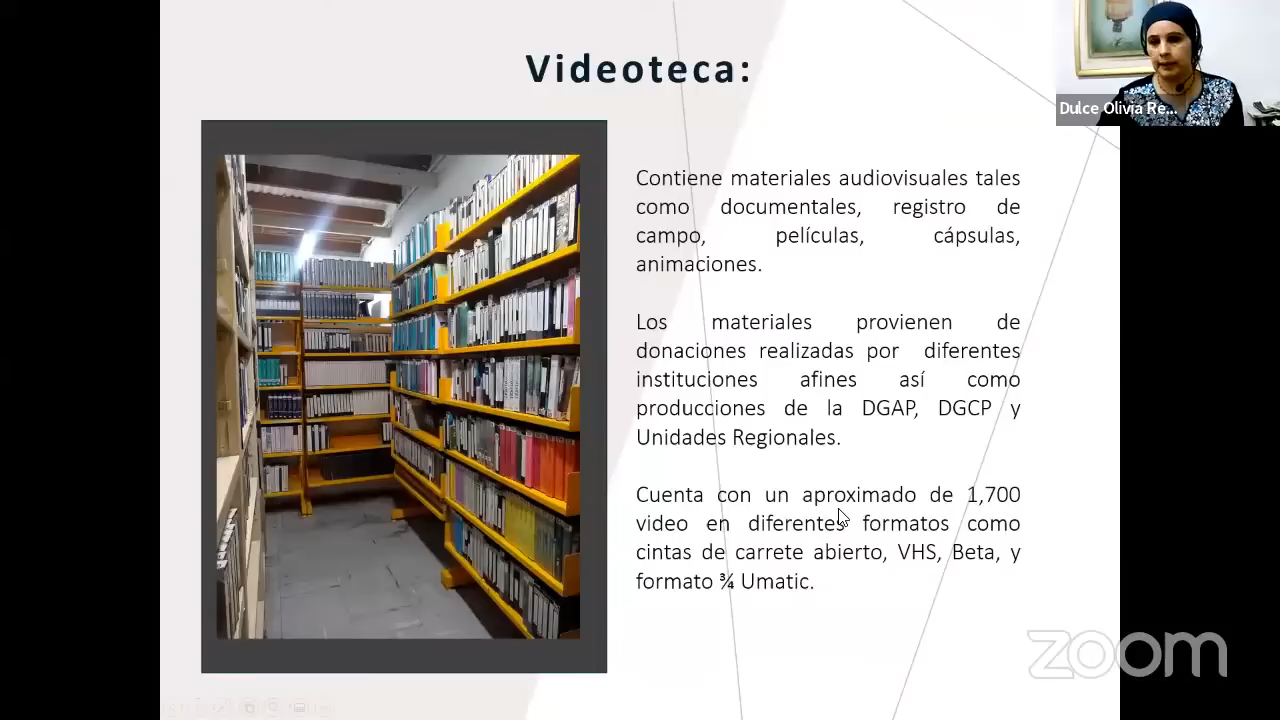 Videoteca:
Dulce Olivia Re...
Contiene materiales audiovisuales tales
como documentales, registro de
campo, películas, cápsulas,
animaciones.
Los materiales provienen de
donaciones realizadas por diferentes
instituciones afines así como
producciones de la DGAP, DGCP y
Unidades Regionales.
Cuenta con un aproximado de 1,700
video en diferentes formatos como
cintas de carrete abierto, VHS, Beta, y
formato ¾ Umatic.
zoom